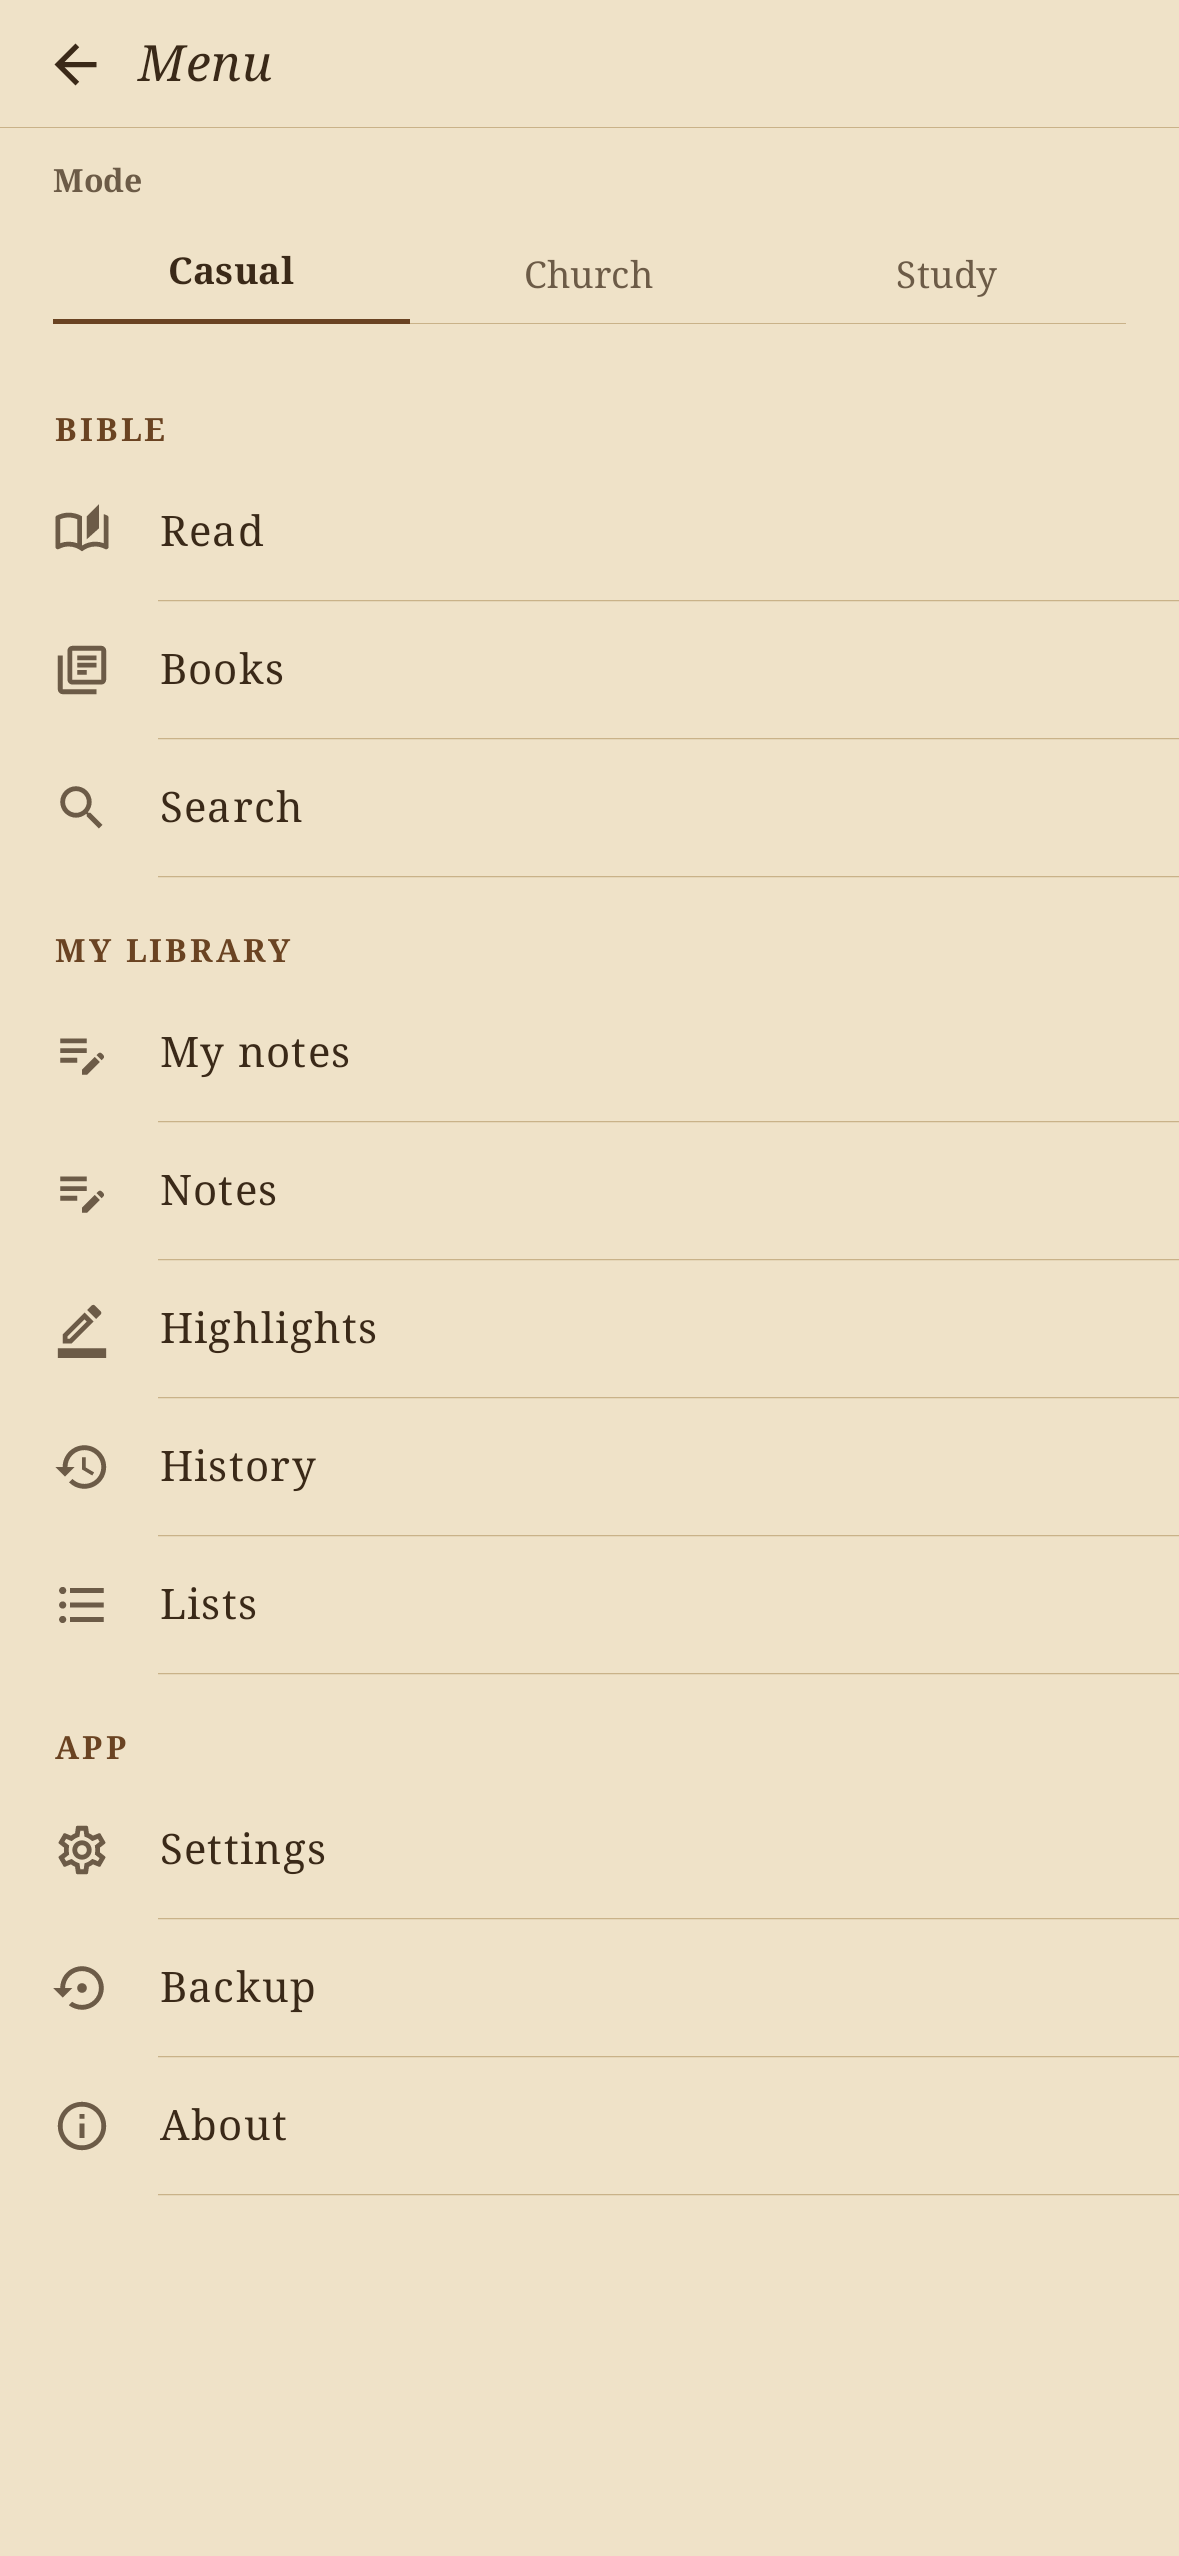 Menu
Mode
Casual Church Study
BIBLE
Read
Books
Search
MY LIBRARY
My notes
Notes
Highlights
History
Lists
APP
Settings
Backup
About